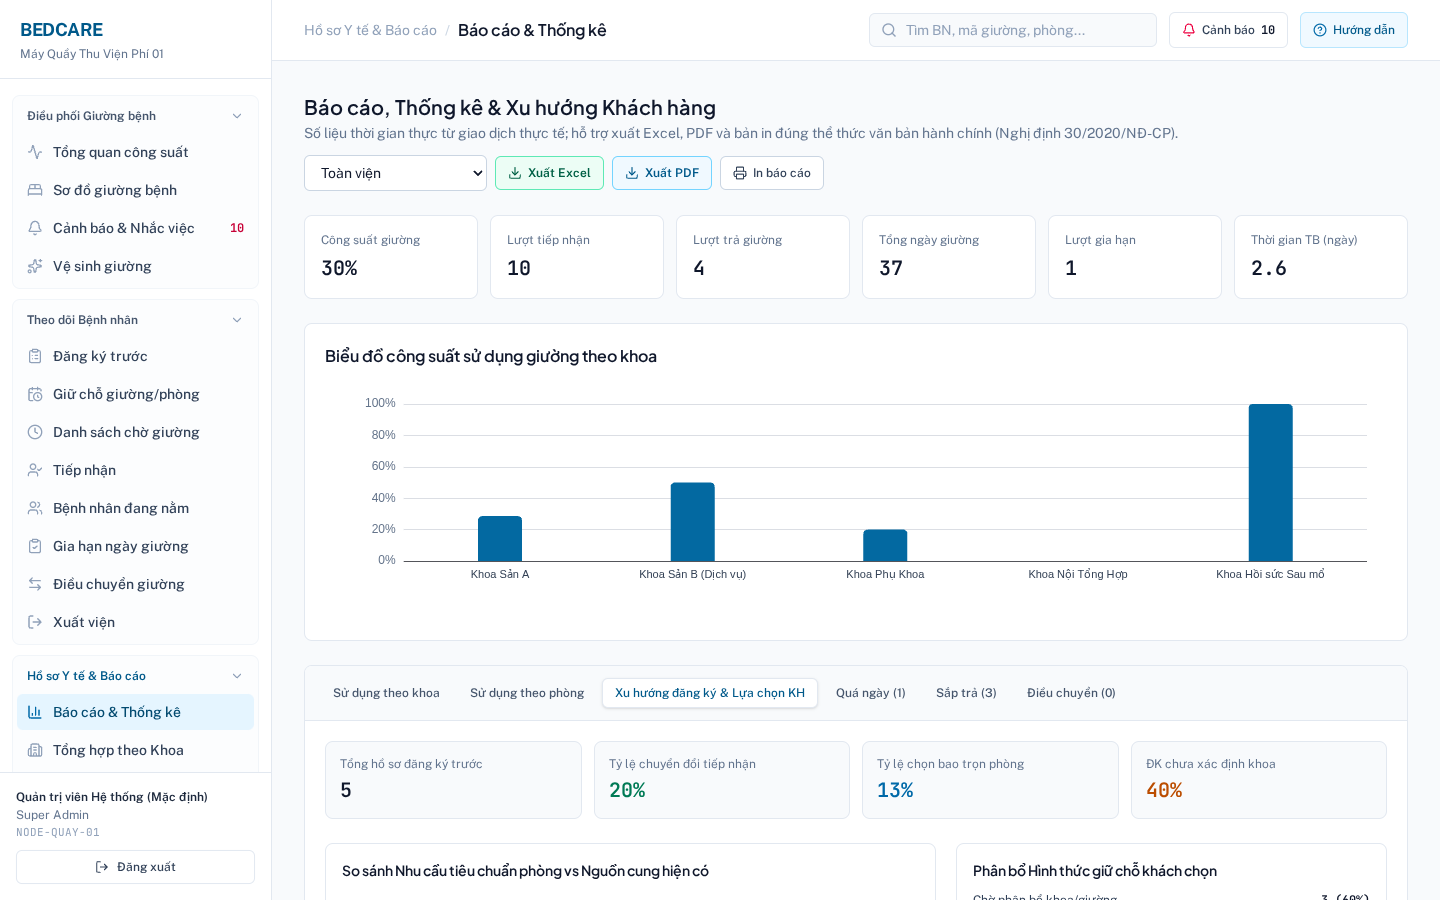 BEDCARE
Máy Quầy Thu Viện Phí 01
Điều phối Giường bệnh
Tổng quan công suất
Sơ đồ giường bệnh
Cảnh báo & Nhắc việc 10
Vệ sinh giường
Theo dõi Bệnh nhân
Đăng ký trước
Giữ chỗ giường/phòng
Danh sách chờ giường
Tiếp nhận
Bệnh nhân đang nằm
Gia hạn ngày giường
Điều chuyển giường
Xuất viện
Hồ sơ Y tế & Báo cáo
Báo cáo & Thống kê
Tổng hợp theo Khoa
Quản trị viên Hệ thống (Mặc định)
Super Admin
NODE-QUAY-01
Đăng xuất
Hồ sơ Y tế & Báo cáo / Báo cáo & Thống kê
Tìm BN, mã giường, phòng...
Cảnh báo 10
Hướng dẫn
Báo cáo, Thống kê & Xu hướng Khách hàng
Số liệu thời gian thực từ giao dịch thực tế; hỗ trợ xuất Excel, PDF và bản in đúng thể thức văn bản hành chính (Nghị định 30/2020/NĐ-CP).
Toàn viện
Xuất Excel
Xuất PDF
In báo cáo
Công suất giường
30%
Lượt tiếp nhận
10
Lượt trả giường
4
Tổng ngày giường
37
Lượt gia hạn
1
Thời gian TB (ngày)
2.6
Biểu đồ công suất sử dụng giường theo khoa
100%
80%
60%
40%
20%
0%
Khoa Sản A
Khoa Sản B (Dịch vụ)
Khoa Phụ Khoa
Khoa Nội Tổng Hợp
Khoa Hồi sức Sau mổ
Sử dụng theo khoa
Sử dụng theo phòng
Xu hướng đăng ký & Lựa chọn KH
Quá ngày (1)
Sắp trả (3)
Điều chuyển (0)
Tổng hồ sơ đăng ký trước
5
Tỷ lệ chuyển đổi tiếp nhận
20%
Tỷ lệ chọn bao trọn phòng
13%
ĐK chưa xác định khoa
40%
So sánh Nhu cầu tiêu chuẩn phòng vs Nguồn cung hiện có
Phân bổ Hình thức giữ chỗ khách chọn
Chờ phân bổ khoa/giường 3 (60%)